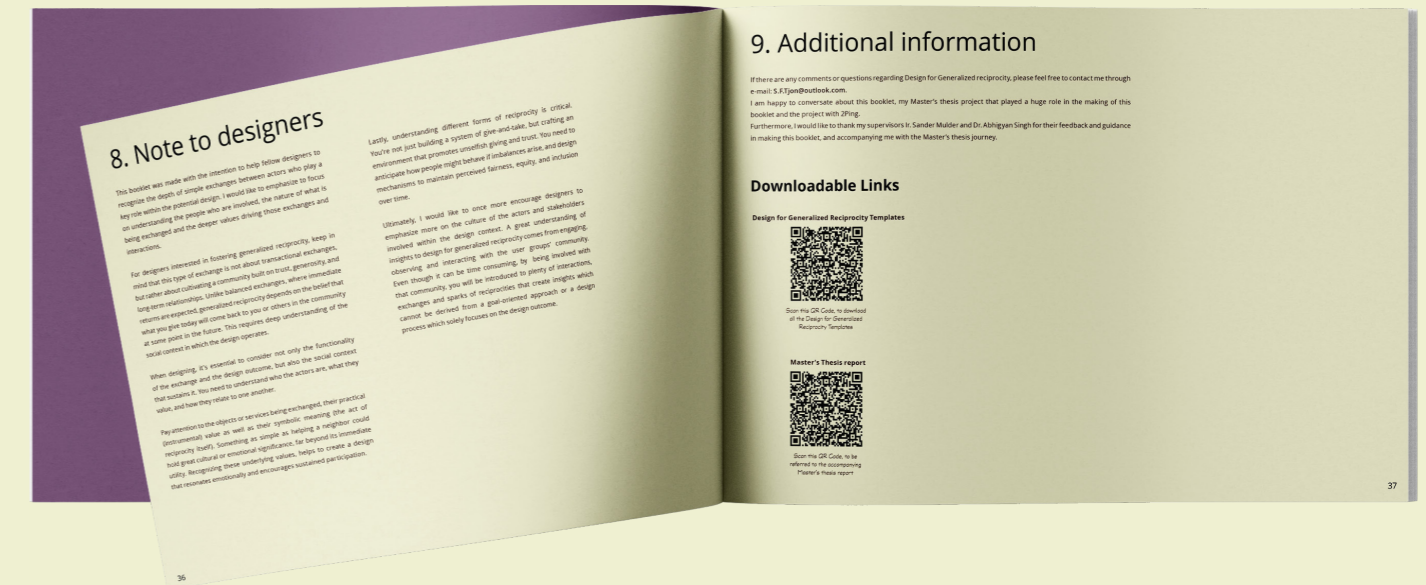 8. Note to designers
This booklet was made with the intention to help fellow designers to
recognize the depth of simple exchanges between actors who play a
key role within the potential design. I would like to emphasize to focus
on understanding the people who are involved, the nature of what is
being exchanged and the deeper values driving those exchanges and
interactions.
For designers interested in fostering generalized reciprocity, keep in
mind that this type of exchange is not about transactional exchanges,
but rather about cultivating a community built on trust, generosity, and
long-term relationships. Unlike balanced exchanges, where immediate
returns are expected, generalized reciprocity depends on the belief that
what you give today will come back to you or others in the community
at some point in the future. This requires deep understanding of the
social context in which the design operates.
When designing, it's essential to consider not only the functionality
of the exchange and the design outcome, but also the social context
that sustains it. You need to understand who the actors are, what they
value, and how they relate to one another.
Pay attention to the objects or services being exchanged, their practical
(instrumental) value as well as their symbolic meaning (the act of
reciprocity itself). Something as simple as helping a neighbor could
hold great cultural or emotional significance, far beyond its immediate
utility. Recognizing these underlying values, helps to create a design
that resonates emotionally and encourages sustained participation.
Lastly, understanding different forms of reciprocity is critical.
You're not just building a system of give-and-take, but crafting an
environment that promotes unselfish giving and trust. You need to
anticipate how people might behave if imbalances arise, and design
mechanisms to maintain perceived fairness, equity, and inclusion
over time.
Ultimately, I would like to once more encourage designers to
emphasize more on the culture of the actors and stakeholders
involved within the design context. A great understanding of
insights to design for generalized reciprocity comes from engaging,
observing and interacting with the user groups' community.
Even though it can be time consuming, by being involved with
that community, you will be introduced to plenty of interactions,
exchanges and sparks of reciprocities that create insights which
cannot be derived from a goal-oriented approach or a design
process which solely focuses on the design outcome.
36
9. Additional information
If there are any comments or questions regarding Design for Generalized reciprocity, please feel free to contact me through
e-mail: S.F.Tjon@outlook.com.
I am happy to conversate about this booklet, my Master's thesis project that played a huge role in the making of this
booklet and the project with 2Ping.
Furthermore, I would like to thank my supervisors Ir. Sander Mulder and Dr. Abhigyan Singh for their feedback and guidance
in making this booklet, and accompanying me with the Master's thesis journey.
Downloadable Links
Design for Generalized Reciprocity Templates
Scan this QR Code, to download
all the Design for Generalized
Reciprocity Templates
Master's Thesis report
Scan this QR Code, to be
referred to the accompanying
Master's thesis report
37